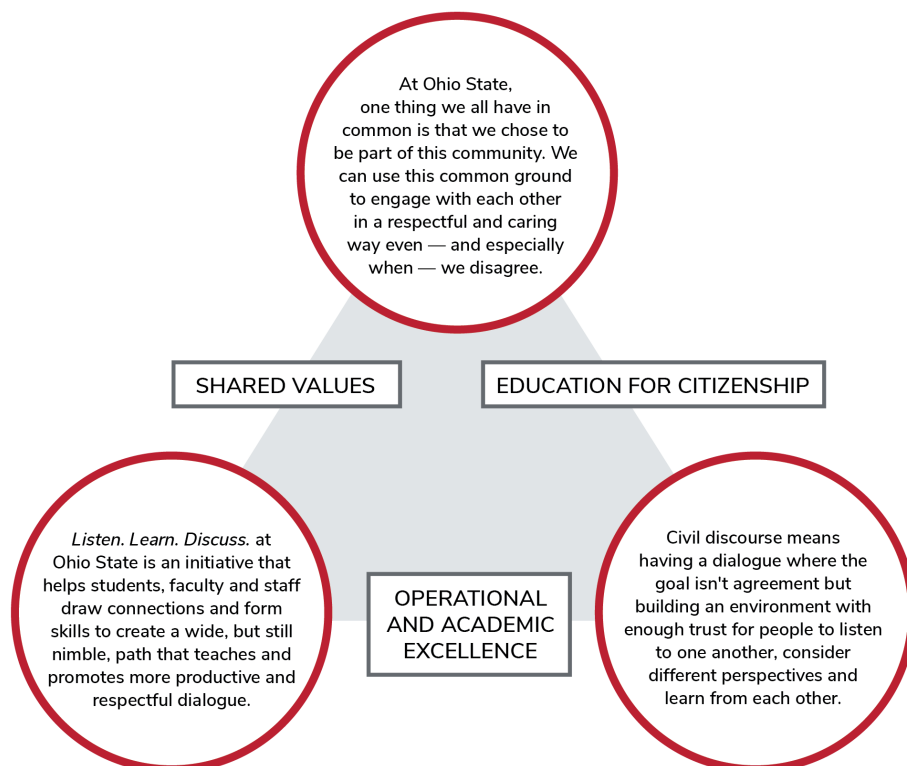 At Ohio State,
one thing we all have in
common is that we chose to
be part of this community. We
can use this common ground
to engage with each other
in a respectful and caring
way even — and especially
when — we disagree.
SHARED VALUES
EDUCATION FOR CITIZENSHIP
Listen. Learn. Discuss. at
Ohio State is an initiative that
helps students, faculty and staff
draw connections and form
skills to create a wide, but still
nimble, path that teaches and
promotes more productive and
respectful dialogue.
OPERATIONAL
AND ACADEMIC
EXCELLENCE
Civil discourse means
having a dialogue where the
goal isn't agreement but
building an environment with
enough trust for people to listen
to one another, consider
different perspectives and
learn from each other.